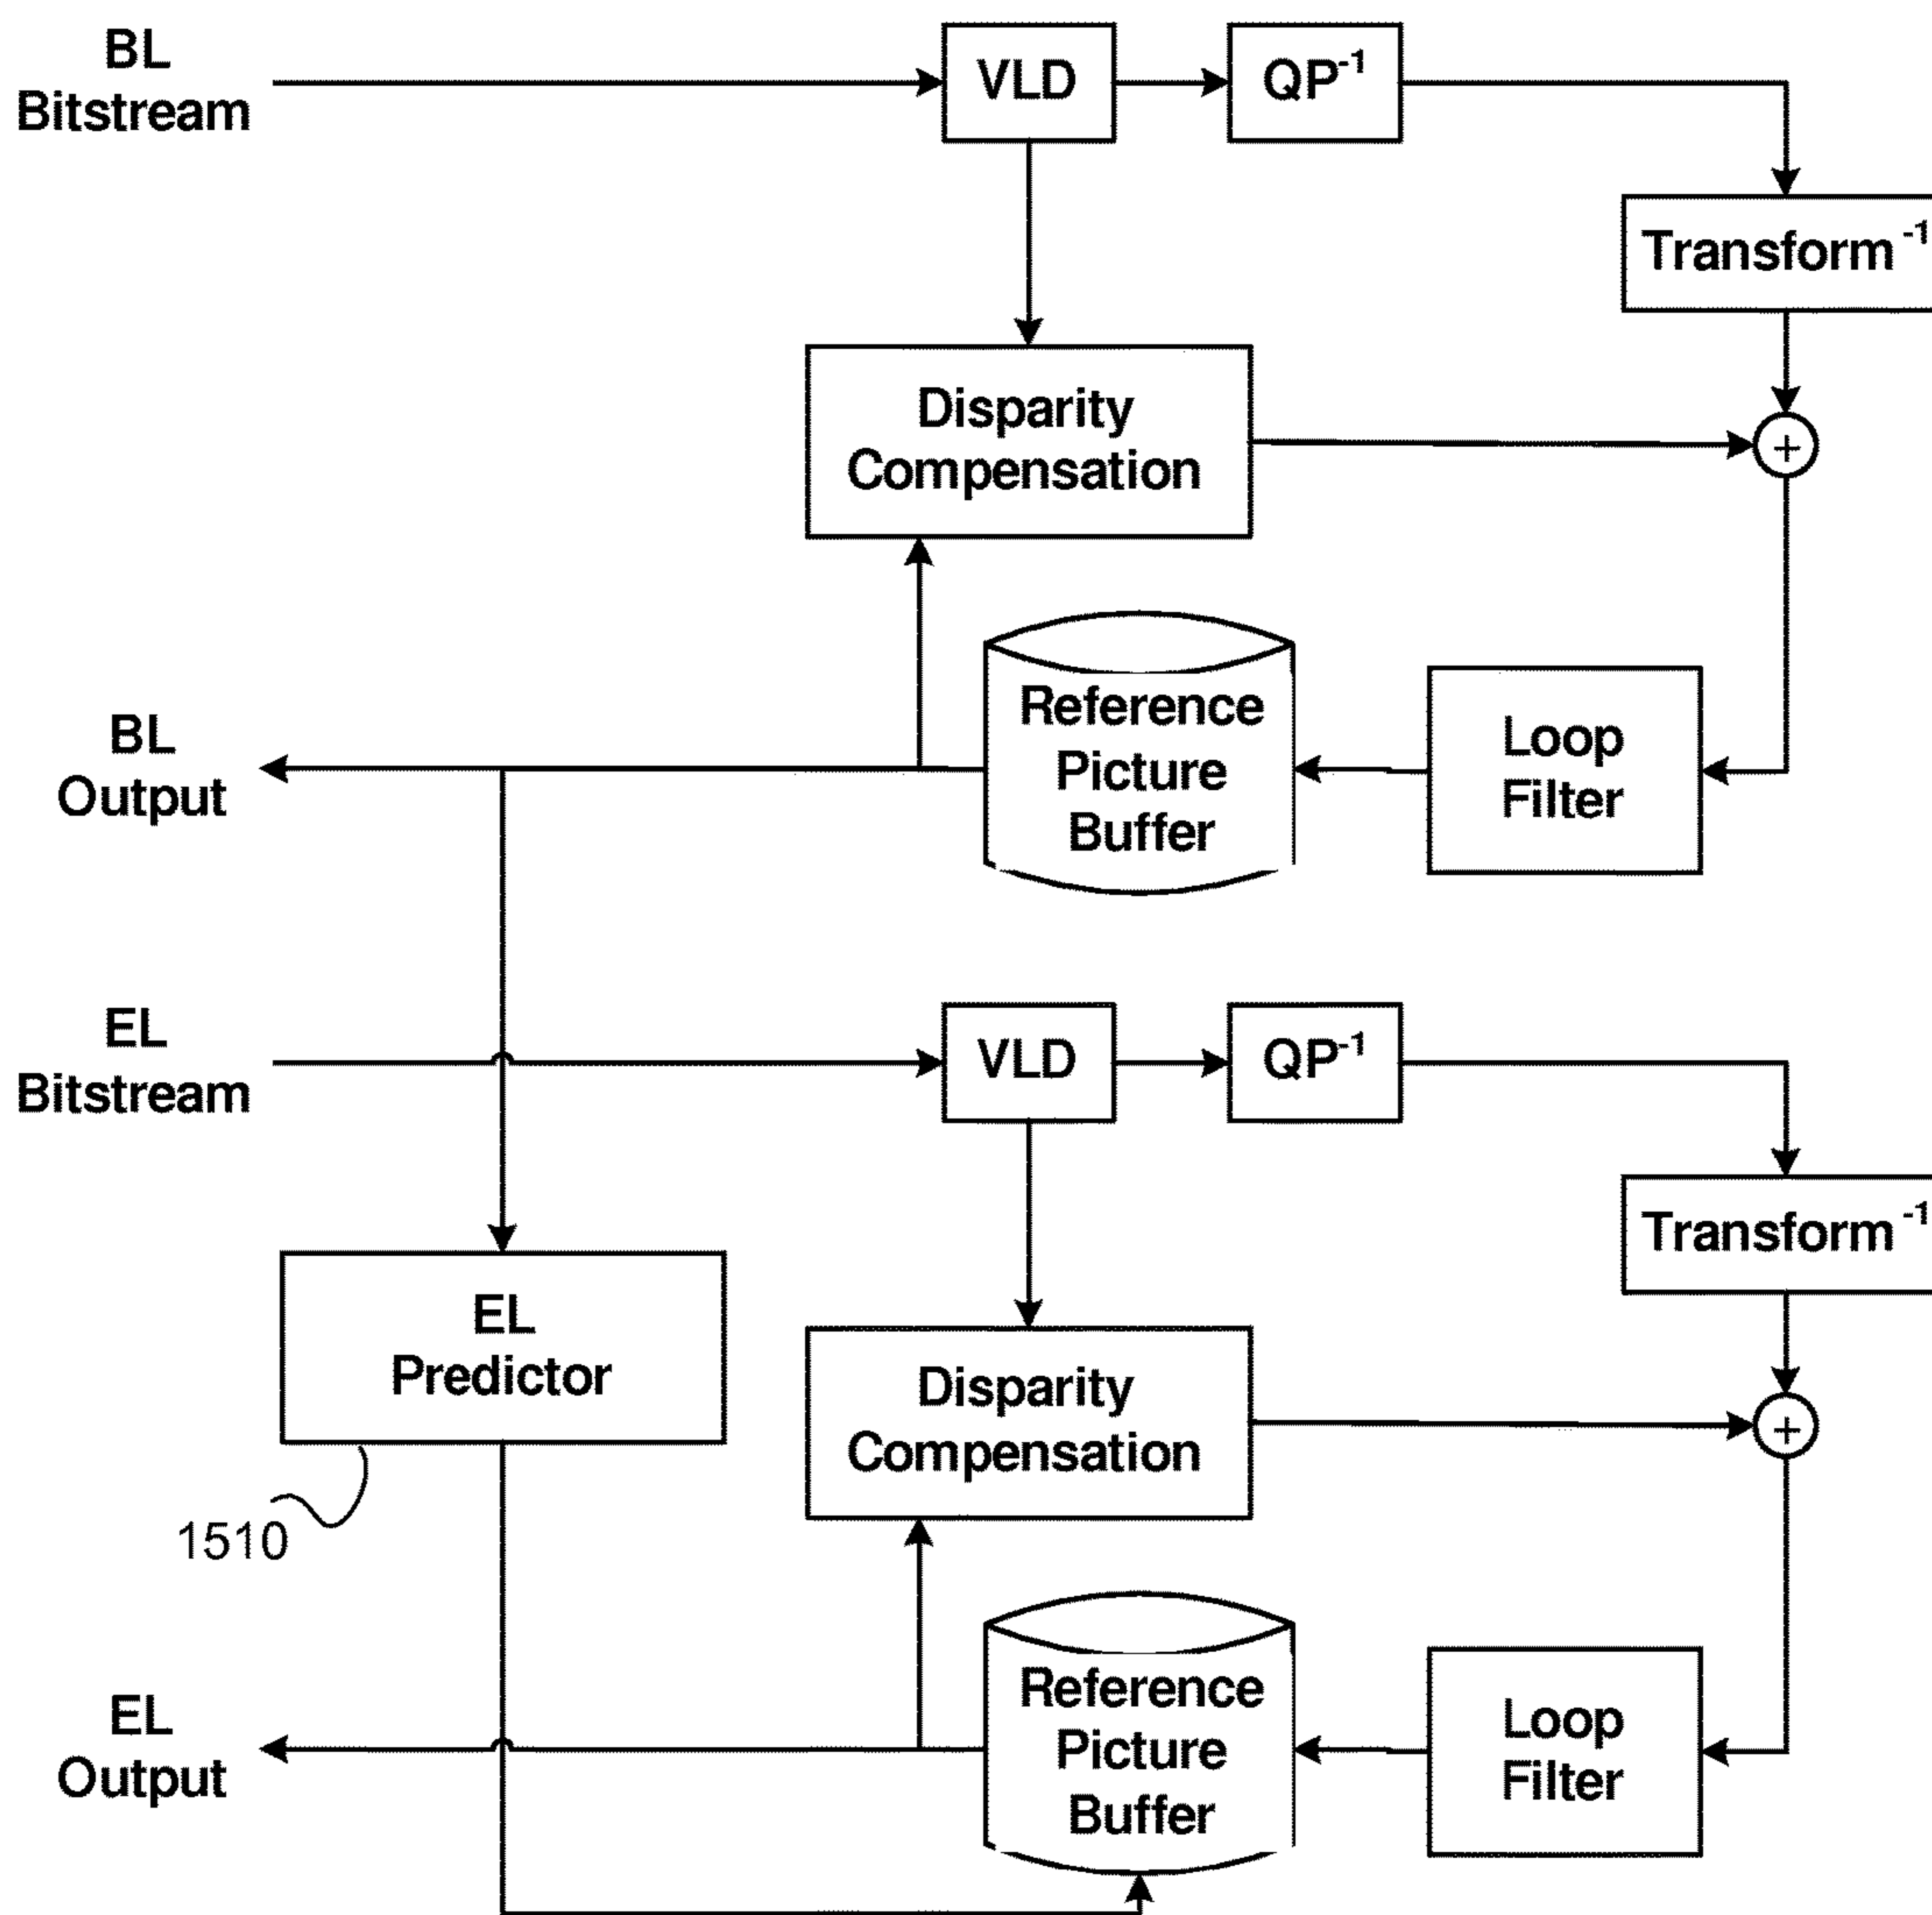 BL
Bitstream
VLD
QP⁻¹
Transform⁻¹
Disparity
Compensation
+
BL
Output
Reference
Picture
Buffer
Loop
Filter
EL
Bitstream
VLD
QP⁻¹
Transform⁻¹
EL
Predictor
1510
Disparity
Compensation
+
EL
Output
Reference
Picture
Buffer
Loop
Filter